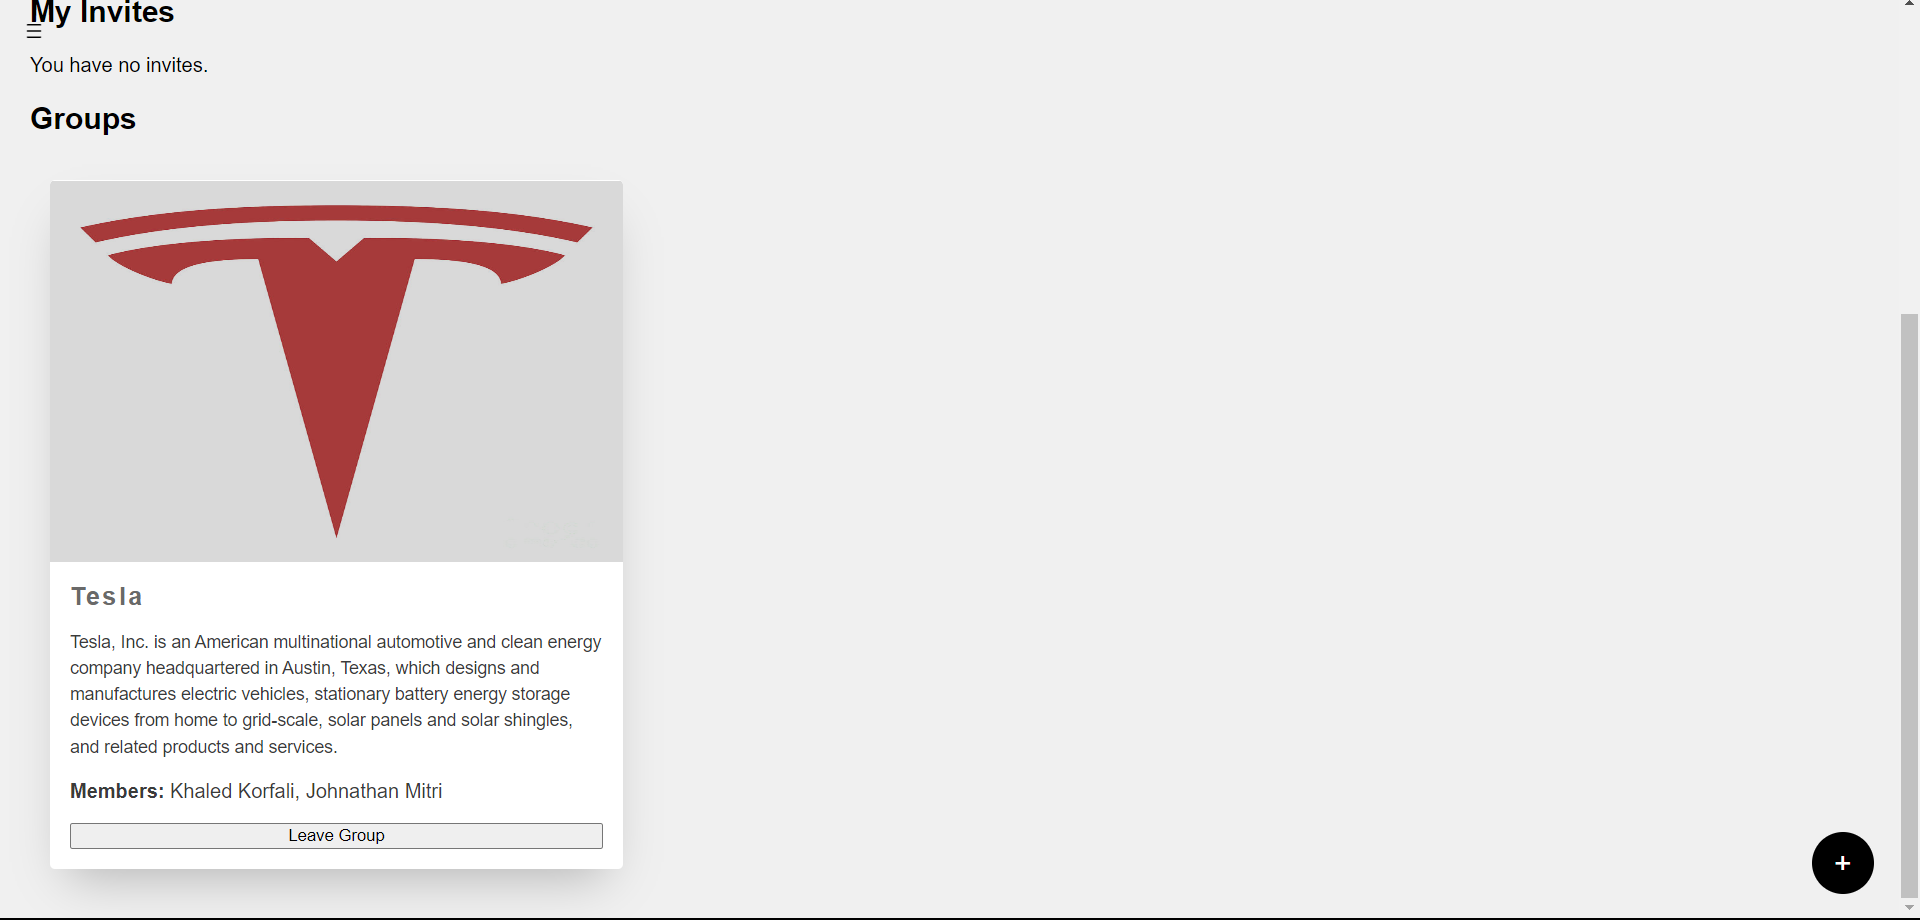 My Invites
You have no invites.
Groups
Tesla
Tesla, Inc. is an American multinational automotive and clean energy
company headquartered in Austin, Texas, which designs and
manufactures electric vehicles, stationary battery energy storage
devices from home to grid-scale, solar panels and solar shingles,
and related products and services.
Members: Khaled Korfali, Johnathan Mitri
Leave Group
+